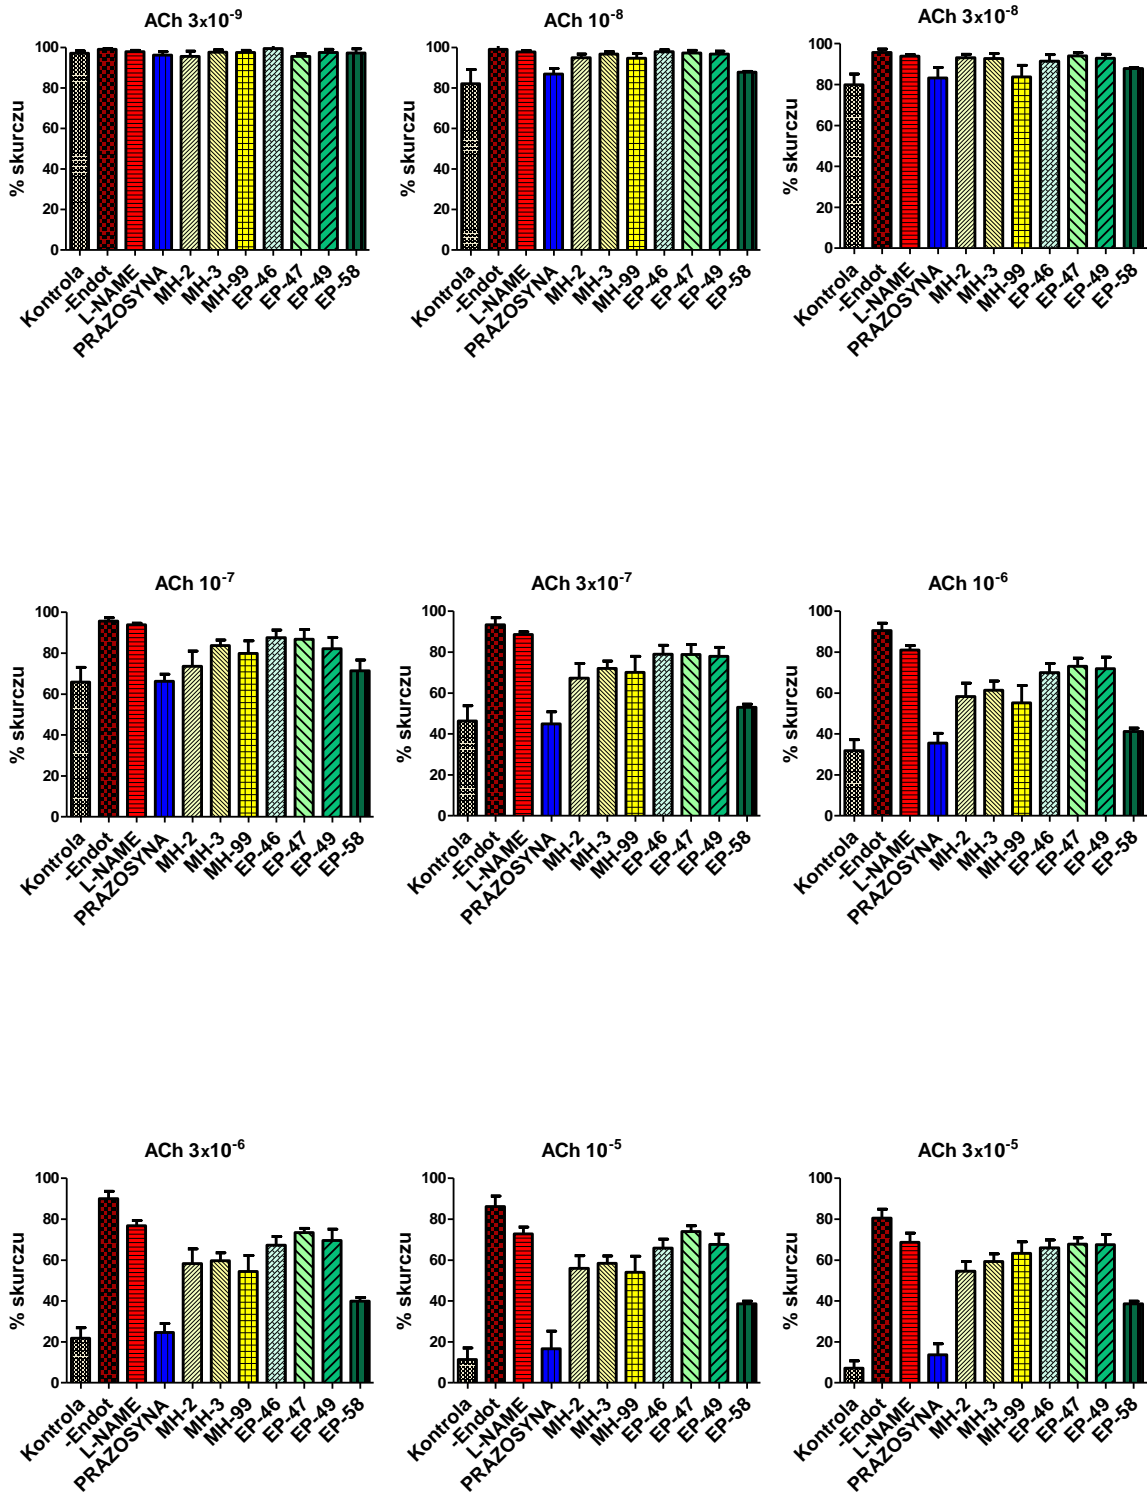 ACh 3x10⁻⁹
% skurczu
100
80
60
40
20
0
Kontrola
-Endot
L-NAME
PRAZOSYNA
MH-2
MH-3
MH-99
EP-46
EP-47
EP-49
EP-58
ACh 10⁻⁸
% skurczu
100
80
60
40
20
0
Kontrola
-Endot
L-NAME
PRAZOSYNA
MH-2
MH-3
MH-99
EP-46
EP-47
EP-49
EP-58
ACh 3x10⁻⁸
% skurczu
100
80
60
40
20
0
Kontrola
-Endot
L-NAME
PRAZOSYNA
MH-2
MH-3
MH-99
EP-46
EP-47
EP-49
EP-58
ACh 10⁻⁷
% skurczu
100
80
60
40
20
0
Kontrola
-Endot
L-NAME
PRAZOSYNA
MH-2
MH-3
MH-99
EP-46
EP-47
EP-49
EP-58
ACh 3x10⁻⁷
% skurczu
100
80
60
40
20
0
Kontrola
-Endot
L-NAME
PRAZOSYNA
MH-2
MH-3
MH-99
EP-46
EP-47
EP-49
EP-58
ACh 10⁻⁶
% skurczu
100
80
60
40
20
0
Kontrola
-Endot
L-NAME
PRAZOSYNA
MH-2
MH-3
MH-99
EP-46
EP-47
EP-49
EP-58
ACh 3x10⁻⁶
% skurczu
100
80
60
40
20
0
Kontrola
-Endot
L-NAME
PRAZOSYNA
MH-2
MH-3
MH-99
EP-46
EP-47
EP-49
EP-58
ACh 10⁻⁵
% skurczu
100
80
60
40
20
0
Kontrola
-Endot
L-NAME
PRAZOSYNA
MH-2
MH-3
MH-99
EP-46
EP-47
EP-49
EP-58
ACh 3x10⁻⁵
% skurczu
100
80
60
40
20
0
Kontrola
-Endot
L-NAME
PRAZOSYNA
MH-2
MH-3
MH-99
EP-46
EP-47
EP-49
EP-58